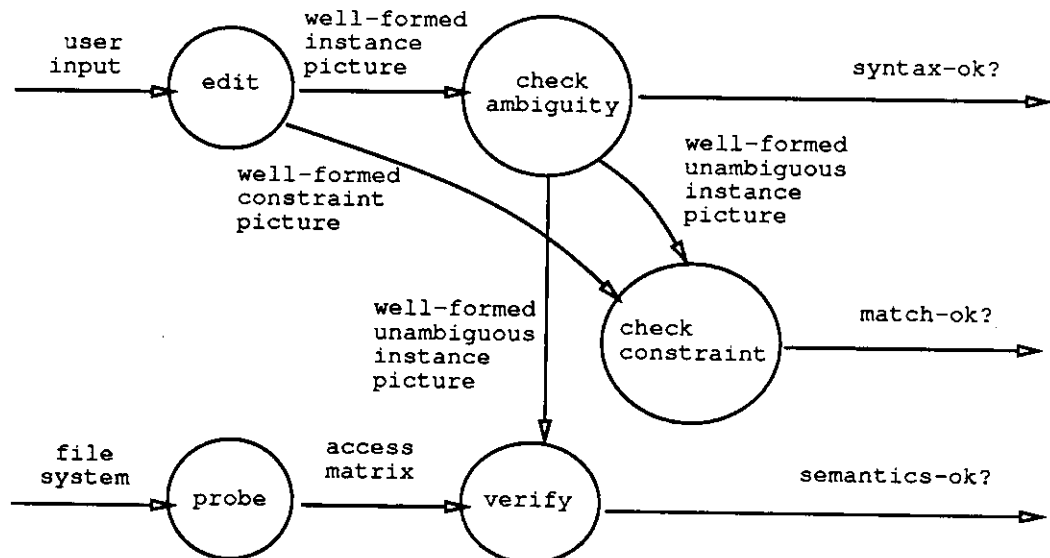 user
input
edit
well-formed
instance
picture
check
ambiguity
syntax-ok?
well-formed
constraint
picture
well-formed
unambiguous
instance
picture
well-formed
unambiguous
instance
picture
check
constraint
match-ok?
file
system
probe
access
matrix
verify
semantics-ok?